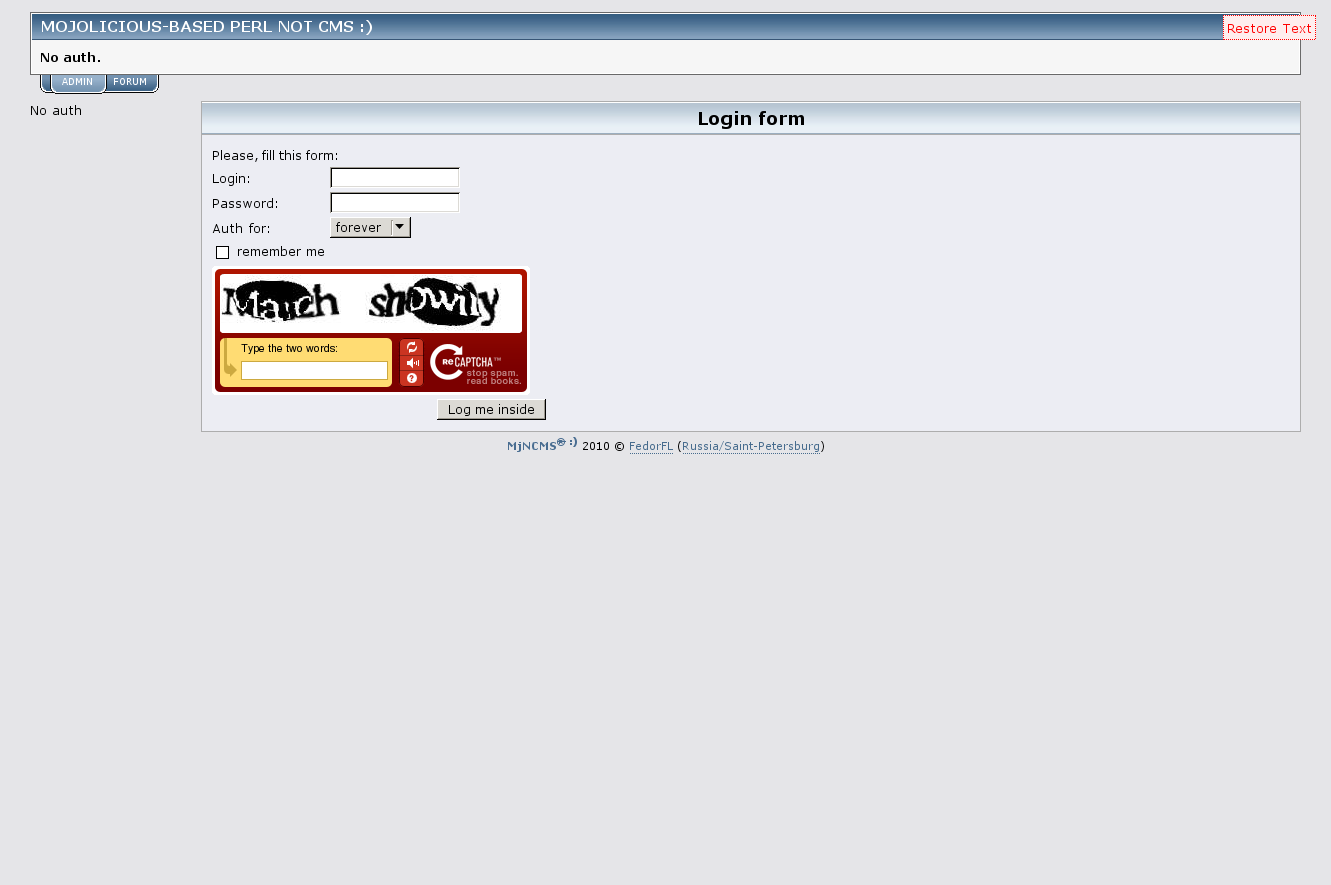 MOJOLICIOUS-BASED PERL NOT CMS :)
Restore Text
No auth.
ADMIN FORUM
No auth
Login form
Please, fill this form:
Login:
Password:
Auth for: forever
remember me
showily
Type the two words:
reCAPTCHA™
stop spam.
read books.
Log me inside
MjNCMS® :) 2010 © FedorFL (Russia/Saint-Petersburg)